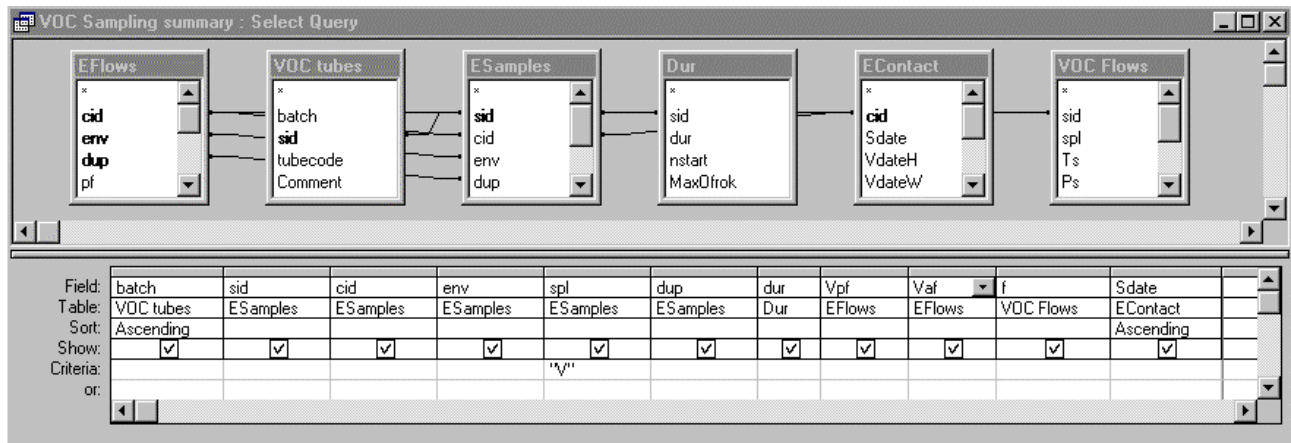 VOC Sampling summary : Select Query
EFlows VOC tubes ESamples Dur EContact VOC Flows
* * * * * *
cid batch sid sid cid sid
env sid cid dur Sdate spl
dup tubecode env nstart VdateH Ts
pf Comment dup MaxOfrok VdateW Ps
Field: batch sid cid env spl dup dur Vpf Vaf f Sdate
Table: VOC tubes ESamples ESamples ESamples ESamples ESamples Dur EFlows EFlows VOC Flows EContact
Sort: Ascending Ascending
Show:
Criteria: "V"
or: